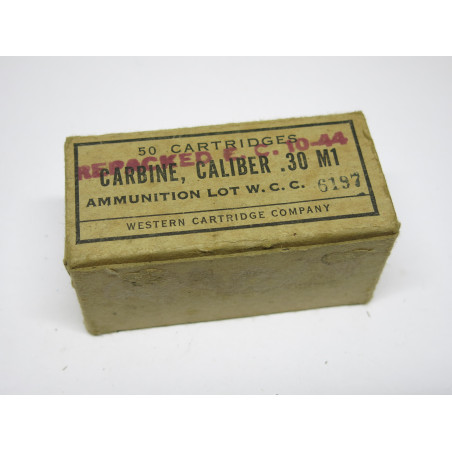 50 CARTRIDGES
REPACKED E.C. 10-44
CARBINE, CALIBER .30 M1
AMMUNITION LOT W. C. C. 6197
WESTERN CARTRIDGE COMPANY